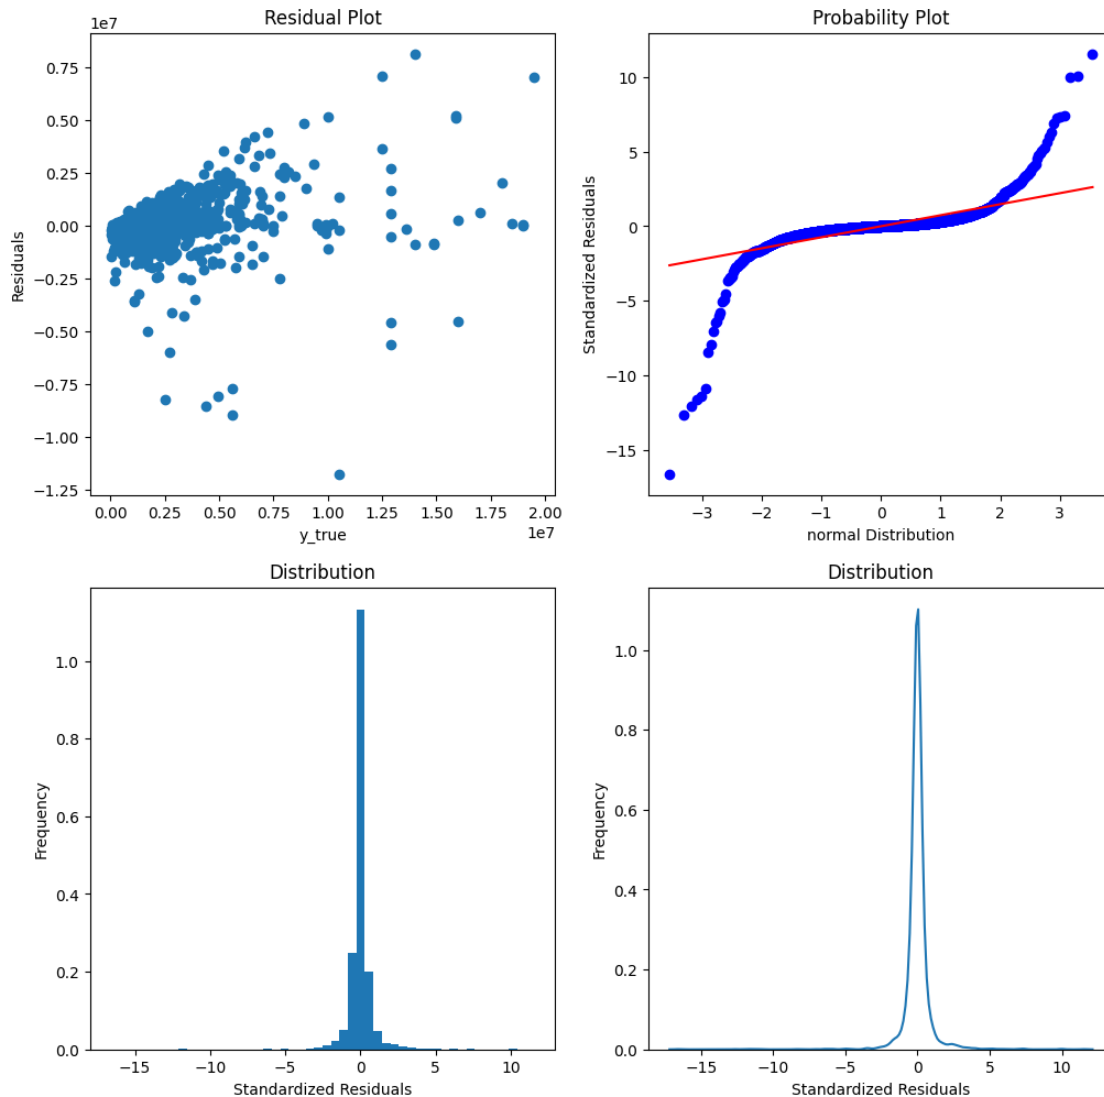 Residual Plot
1e7
0.75
0.50
0.25
0.00
−0.25
−0.50
−0.75
−1.00
−1.25
Residuals
0.00 0.25 0.50 0.75 1.00 1.25 1.50 1.75 2.00
y_true
1e7
Probability Plot
10
5
0
−5
−10
−15
Standardized Residuals
−3 −2 −1 0 1 2 3
normal Distribution
Distribution
1.0
0.8
0.6
0.4
0.2
0.0
Frequency
−15 −10 −5 0 5 10
Standardized Residuals
Distribution
1.0
0.8
0.6
0.4
0.2
0.0
Frequency
−15 −10 −5 0 5 10
Standardized Residuals